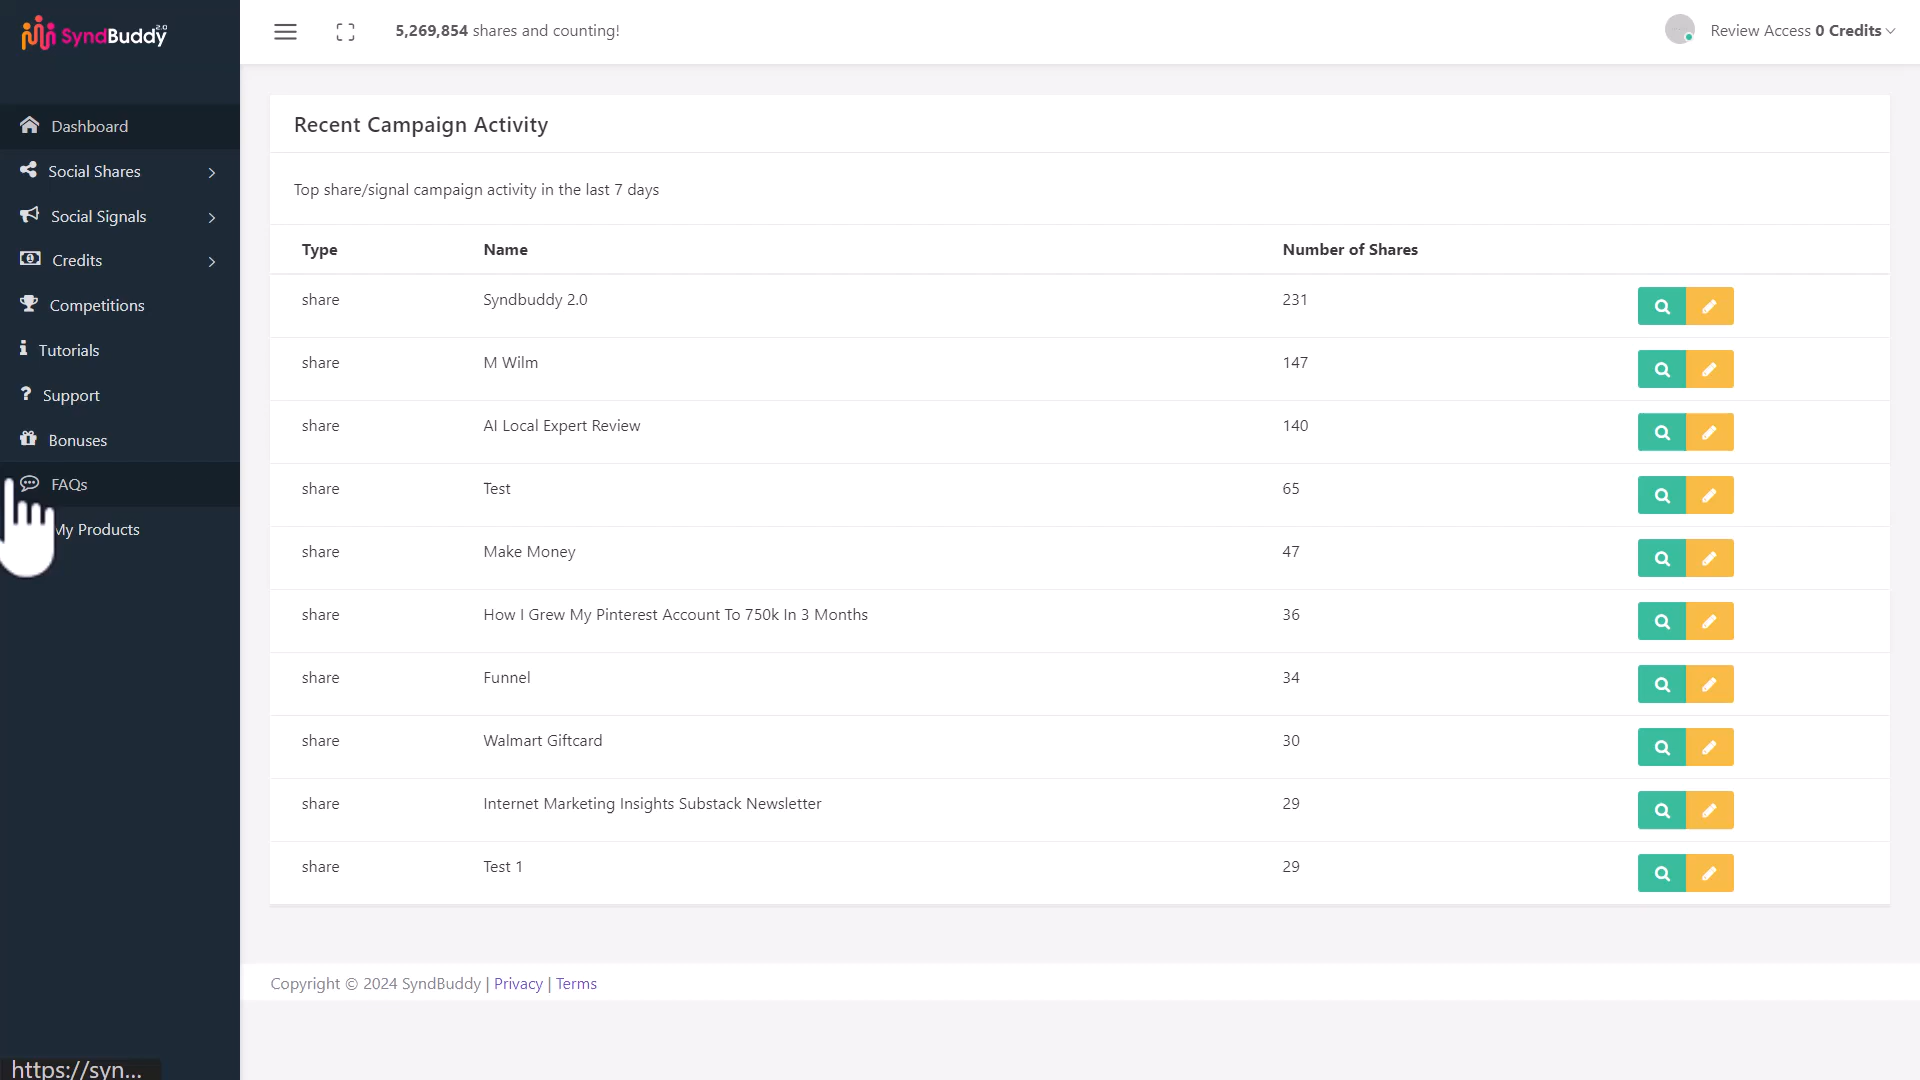 SyndBuddy 2.0
5,269,854 shares and counting!
Review Access 0 Credits
Dashboard
Social Shares
Social Signals
Credits
Competitions
Tutorials
Support
Bonuses
FAQs
My Products
Recent Campaign Activity
Top share/signal campaign activity in the last 7 days
Type Name Number of Shares
share Syndbuddy 2.0 231
share M Wilm 147
share AI Local Expert Review 140
share Test 65
share Make Money 47
share How I Grew My Pinterest Account To 750k In 3 Months 36
share Funnel 34
share Walmart Giftcard 30
share Internet Marketing Insights Substack Newsletter 29
share Test 1 29
Copyright © 2024 SyndBuddy | Privacy | Terms
https://syn...